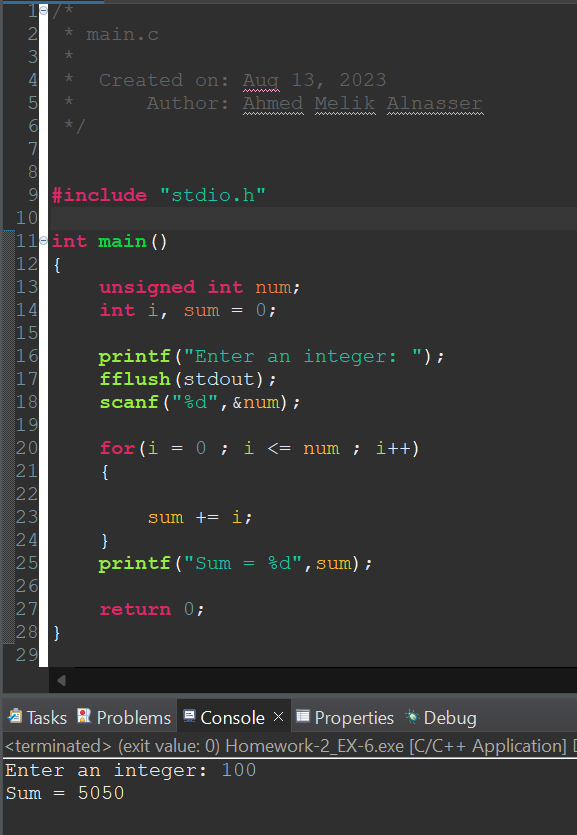 1 /*
2  * main.c
3  *
4  *  Created on: Aug 13, 2023
5  *      Author: Ahmed Melik Alnasser
6  */
7
8
9 #include "stdio.h"
10
11 int main()
12 {
13     unsigned int num;
14     int i, sum = 0;
15
16     printf("Enter an integer: ");
17     fflush(stdout);
18     scanf("%d",&num);
19
20     for(i = 0 ; i <= num ; i++)
21     {
22
23         sum += i;
24     }
25     printf("Sum = %d",sum);
26
27     return 0;
28 }
29
Tasks Problems Console × Properties Debug
<terminated> (exit value: 0) Homework-2_EX-6.exe [C/C++ Application]
Enter an integer: 100
Sum = 5050